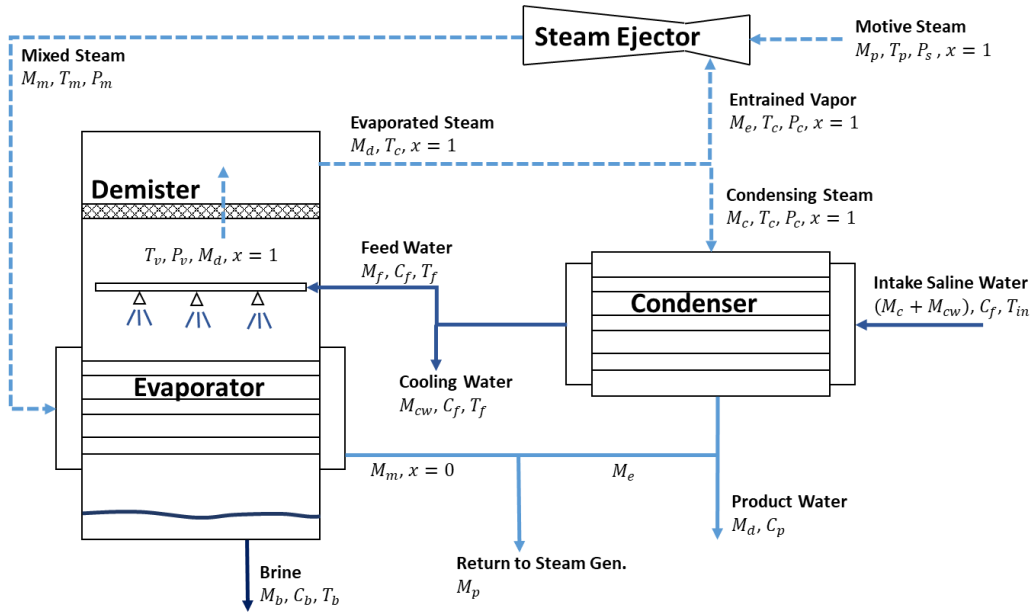 Steam Ejector
Motive Steam
M_p, T_p, P_s, x = 1
Mixed Steam
M_m, T_m, P_m
Entrained Vapor
M_e, T_c, P_c, x = 1
Evaporated Steam
M_d, T_c, x = 1
Demister
Condensing Steam
M_c, T_c, P_c, x = 1
T_v, P_v, M_d, x = 1
Feed Water
M_f, C_f, T_f
Condenser
Intake Saline Water
(M_c + M_cw), C_f, T_in
Evaporator
Cooling Water
M_cw, C_f, T_f
M_m, x = 0
M_e
Product Water
M_d, C_p
Return to Steam Gen.
M_p
Brine
M_b, C_b, T_b